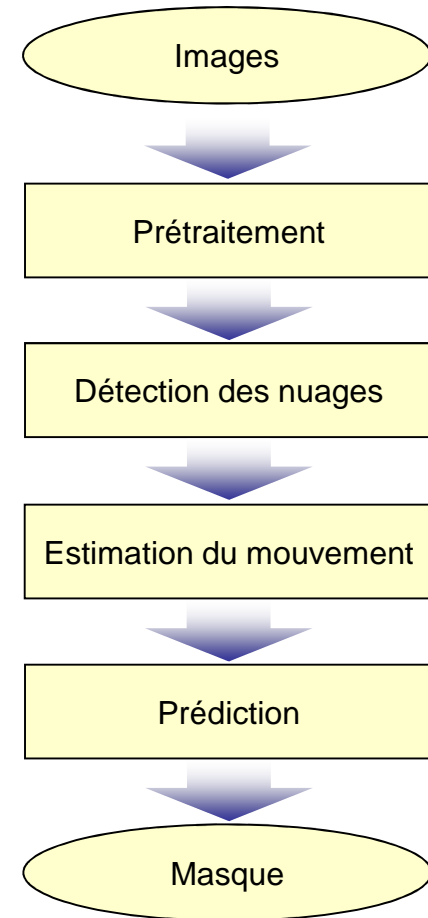 Images
Prétraitement
Détection des nuages
Estimation du mouvement
Prédiction
Masque